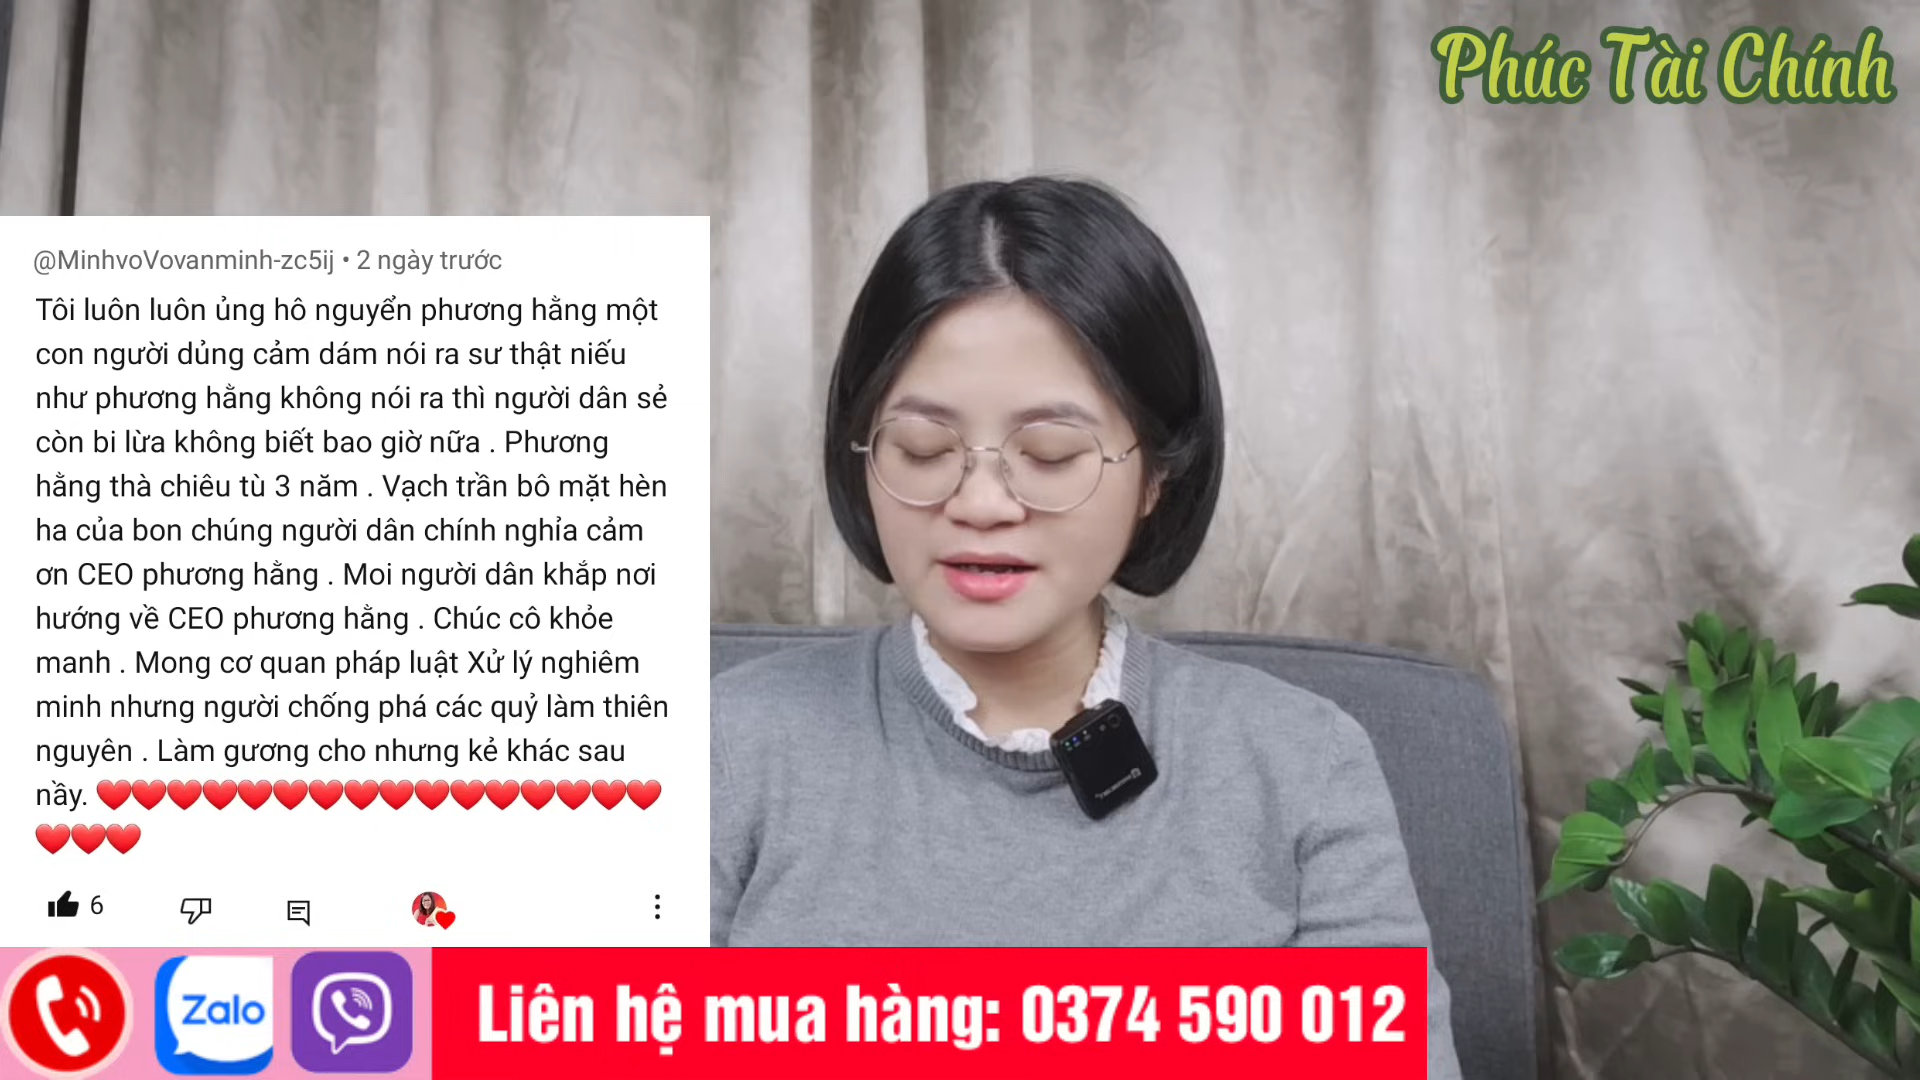 Phúc Tài Chính
@MinhvoVovanminh-zc5ij • 2 ngày trước
Tôi luôn luôn ủng hô nguyển phương hằng một
con người dủng cảm dám nói ra sư thật niếu
như phương hằng không nói ra thì người dân sẻ
còn bi lừa không biết bao giờ nữa . Phương
hằng thà chiêu tù 3 năm . Vạch trần bô mặt hèn
ha của bon chúng người dân chính nghỉa cảm
ơn CEO phương hằng . Moi người dân khắp nơi
hướng về CEO phương hằng . Chúc cô khỏe
manh . Mong cơ quan pháp luật Xử lý nghiêm
minh nhưng người chống phá các quỷ làm thiên
nguyên . Làm gương cho nhưng kẻ khác sau
nầy. ❤️❤️❤️❤️❤️❤️❤️❤️❤️❤️❤️❤️❤️❤️❤️❤️
❤️❤️❤️
6
Zalo
Liên hệ mua hàng: 0374 590 012